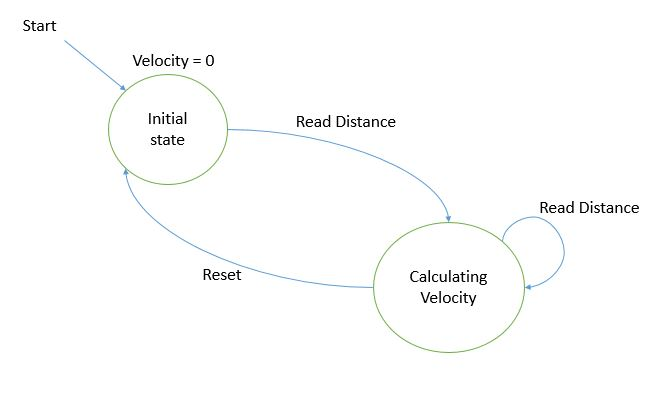 Start
Velocity = 0
Initial
state
Read Distance
Read Distance
Reset
Calculating
Velocity